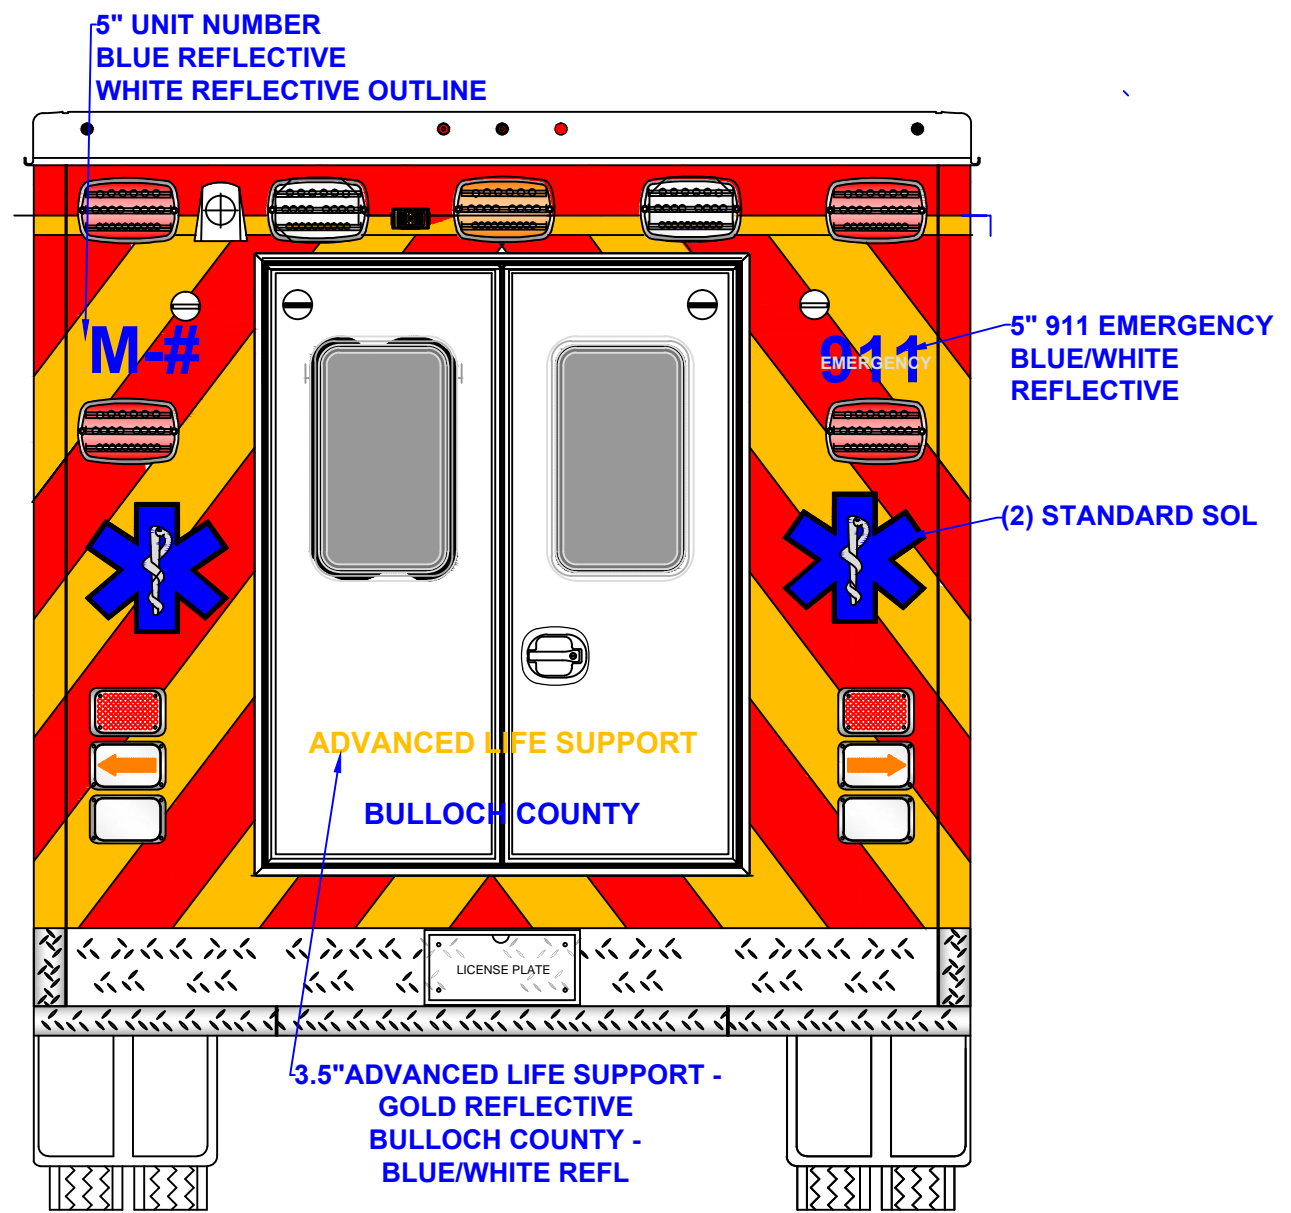 5" UNIT NUMBER
BLUE REFLECTIVE
WHITE REFLECTIVE OUTLINE
M-#
911
EMERGENCY
5" 911 EMERGENCY
BLUE/WHITE
REFLECTIVE
(2) STANDARD SOL
ADVANCED LIFE SUPPORT
BULLOCH COUNTY
LICENSE PLATE
3.5"ADVANCED LIFE SUPPORT -
GOLD REFLECTIVE
BULLOCH COUNTY -
BLUE/WHITE REFL